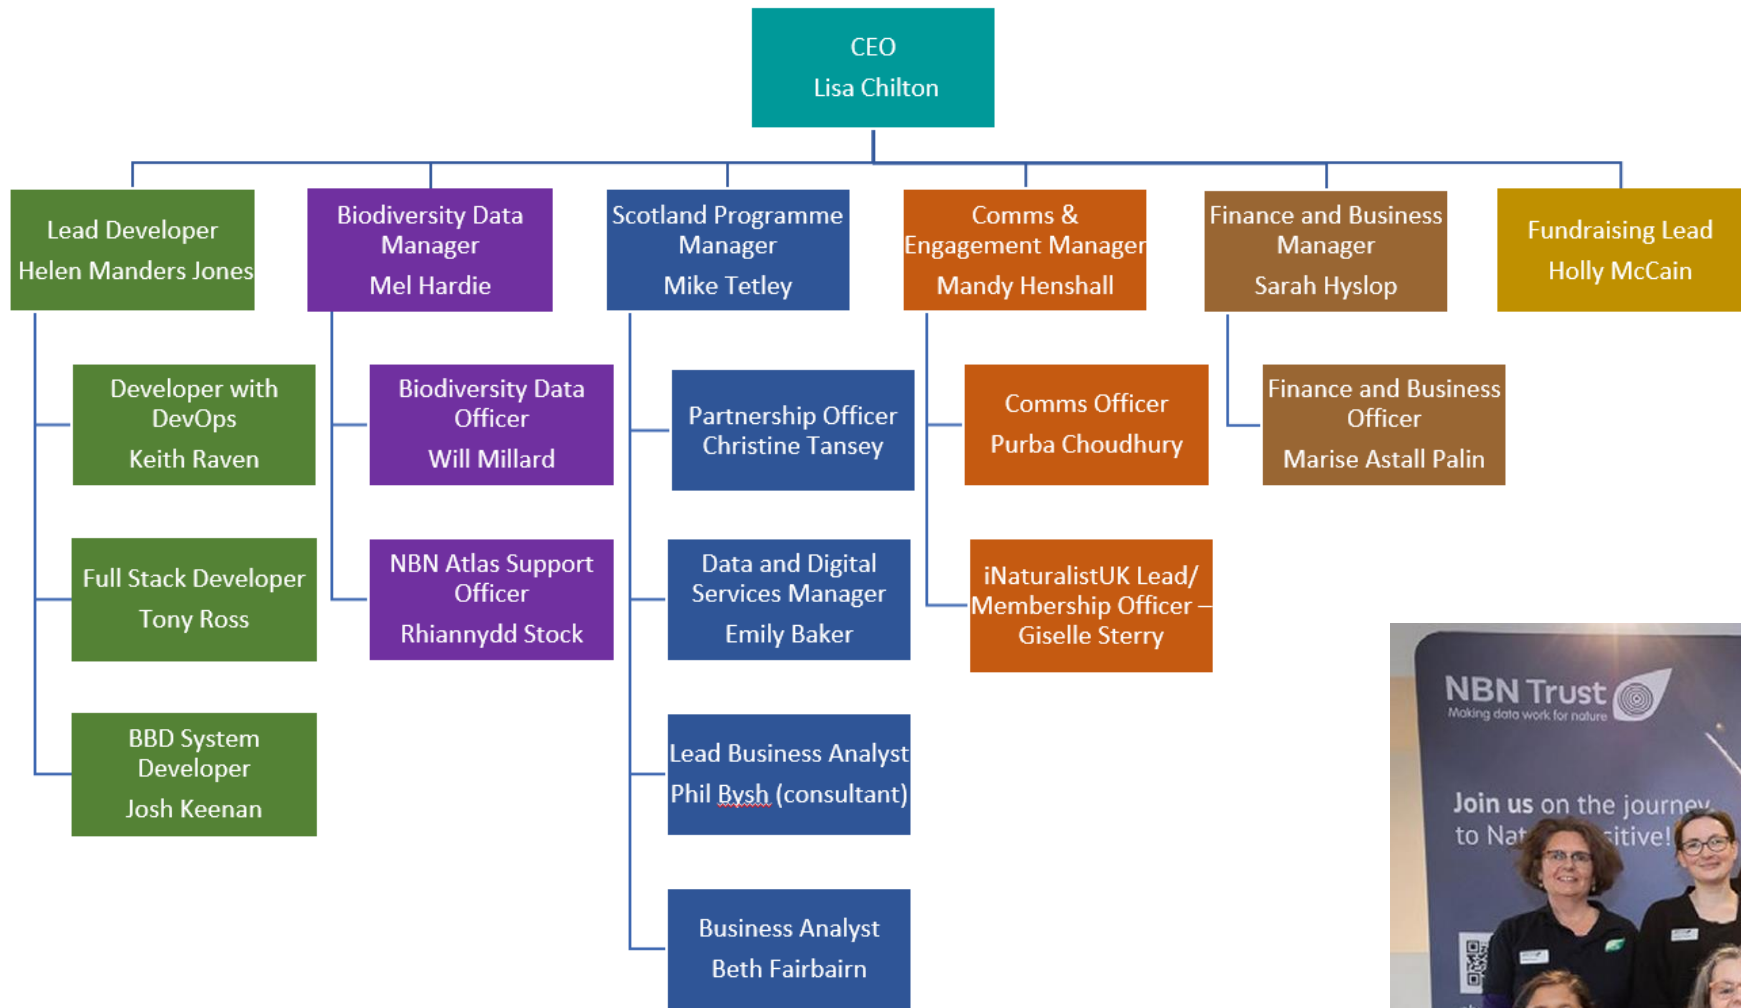 CEO
Lisa Chilton
Lead Developer
Helen Manders Jones
Biodiversity Data
Manager
Mel Hardie
Scotland Programme
Manager
Mike Tetley
Comms &
Engagement Manager
Mandy Henshall
Finance and Business
Manager
Sarah Hyslop
Fundraising Lead
Holly McCain
Developer with
DevOps
Keith Raven
Biodiversity Data
Officer
Will Millard
Partnership Officer
Christine Tansey
Comms Officer
Purba Choudhury
Finance and Business
Officer
Marise Astall Palin
Full Stack Developer
Tony Ross
NBN Atlas Support
Officer
Rhiannydd Stock
Data and Digital
Services Manager
Emily Baker
iNaturalistUK Lead/
Membership Officer –
Giselle Sterry
BBD System
Developer
Josh Keenan
Lead Business Analyst
Phil Bysh (consultant)
Business Analyst
Beth Fairbairn
NBN Trust
Making data work for nature
Join us on the journey
to